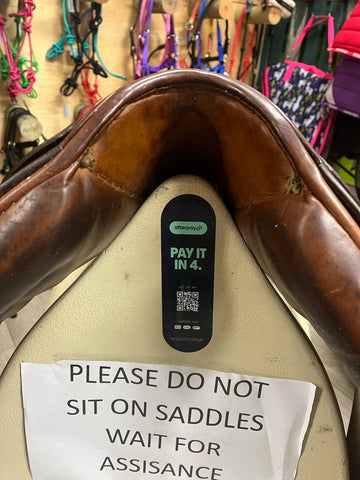 afterpay
PAY IT
IN 4.
PLEASE DO NOT
SIT ON SADDLES
WAIT FOR
ASSISANCE